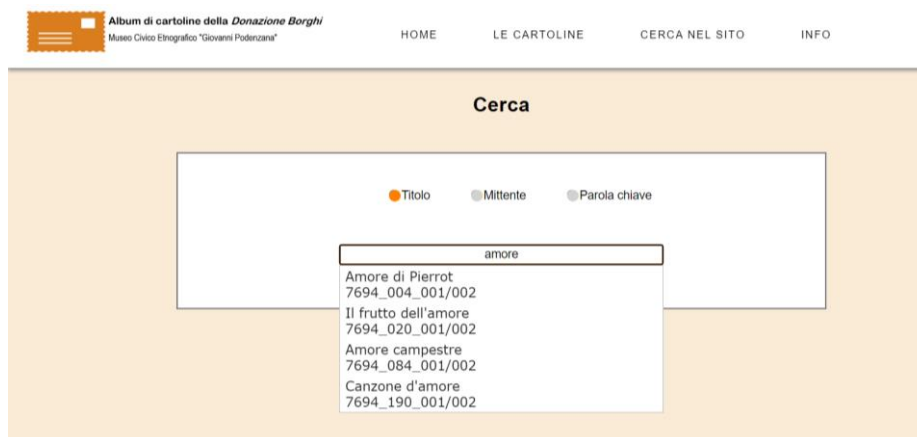 Album di cartoline della Donazione Borghi
Museo Civico Etnografico "Giovanni Podenzana"
HOME LE CARTOLINE CERCA NEL SITO INFO
Cerca
Titolo Mittente Parola chiave
amore
Amore di Pierrot
7694_004_001/002
Il frutto dell'amore
7694_020_001/002
Amore campestre
7694_084_001/002
Canzone d'amore
7694_190_001/002